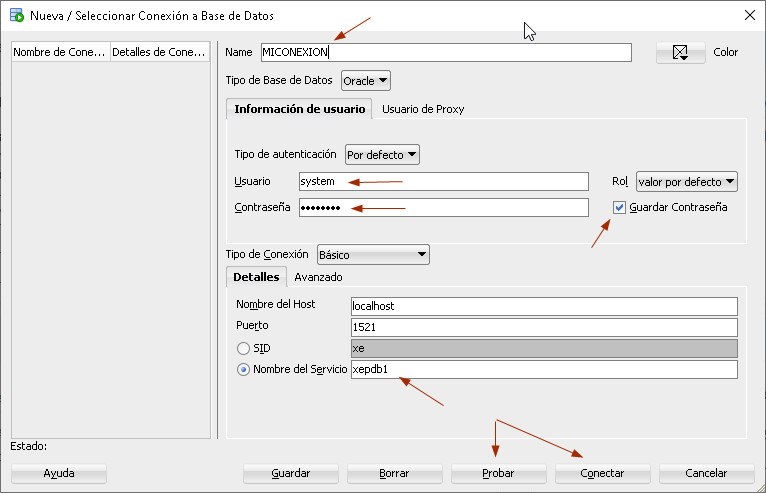 Nueva / Seleccionar Conexión a Base de Datos
Nombre de Cone... Detalles de Cone...
Name MICONEXION Color
Tipo de Base de Datos Oracle
Información de usuario Usuario de Proxy
Tipo de autenticación Por defecto
Usuario system Rol valor por defecto
Contraseña •••••••• Guardar Contraseña
Tipo de Conexión Básico
Detalles Avanzado
Nombre del Host localhost
Puerto 1521
SID xe
Nombre del Servicio xepdb1
Estado:
Ayuda Guardar Borrar Probar Conectar Cancelar